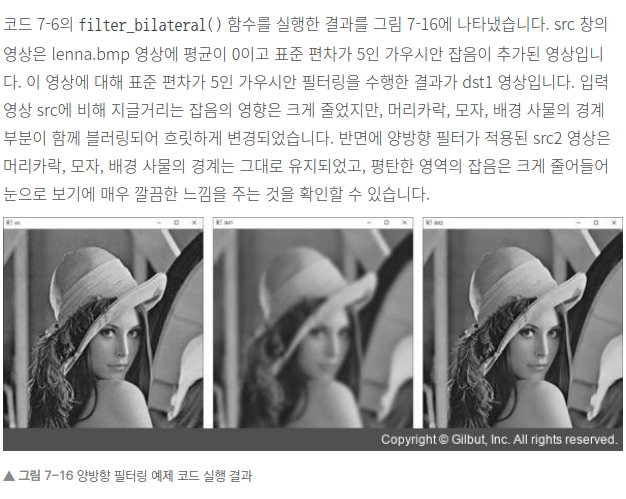 코드 7-6의 filter_bilateral() 함수를 실행한 결과를 그림 7-16에 나타냈습니다. src 창의
영상은 lenna.bmp 영상에 평균이 0이고 표준 편차가 5인 가우시안 잡음이 추가된 영상입니
다. 이 영상에 대해 표준 편차가 5인 가우시안 필터링을 수행한 결과가 dst1 영상입니다. 입력
영상 src에 비해 지글거리는 잡음의 영향은 크게 줄었지만, 머리카락, 모자, 배경 사물의 경계
부분이 함께 블러링되어 흐릿하게 변경되었습니다. 반면에 양방향 필터가 적용된 src2 영상은
머리카락, 모자, 배경 사물의 경계는 그대로 유지되었고, 평탄한 영역의 잡음은 크게 줄어들어
눈으로 보기에 매우 깔끔한 느낌을 주는 것을 확인할 수 있습니다.
src dst1 dst2
Copyright © Gilbut, Inc. All rights reserved.
▲ 그림 7-16 양방향 필터링 예제 코드 실행 결과